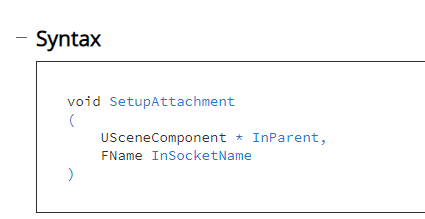 Syntax
void SetupAttachment
(
    USceneComponent * InParent,
    FName InSocketName
)